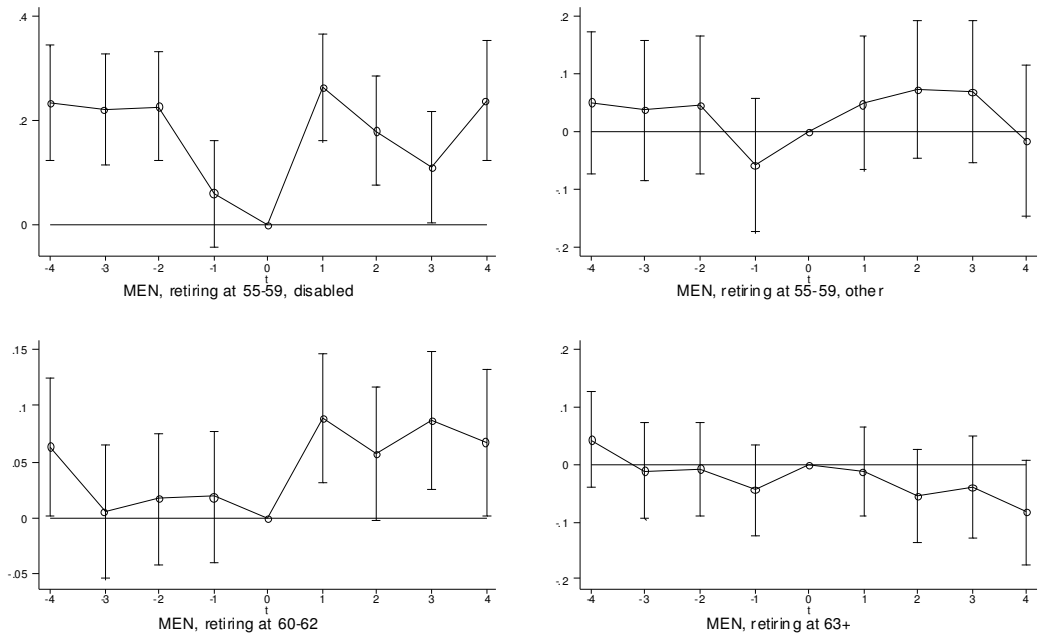 .4
.2
0
-4 -3 -2 -1 0 1 2 3 4
t
MEN, retiring at 55-59, disabled
.2
.1
0
-.1
-.2
-4 -3 -2 -1 0 1 2 3 4
t
MEN, retiring at 55-59, other
.15
.1
.05
0
-.05
-4 -3 -2 -1 0 1 2 3 4
t
MEN, retiring at 60-62
.2
.1
0
-.1
-.2
-4 -3 -2 -1 0 1 2 3 4
t
MEN, retiring at 63+